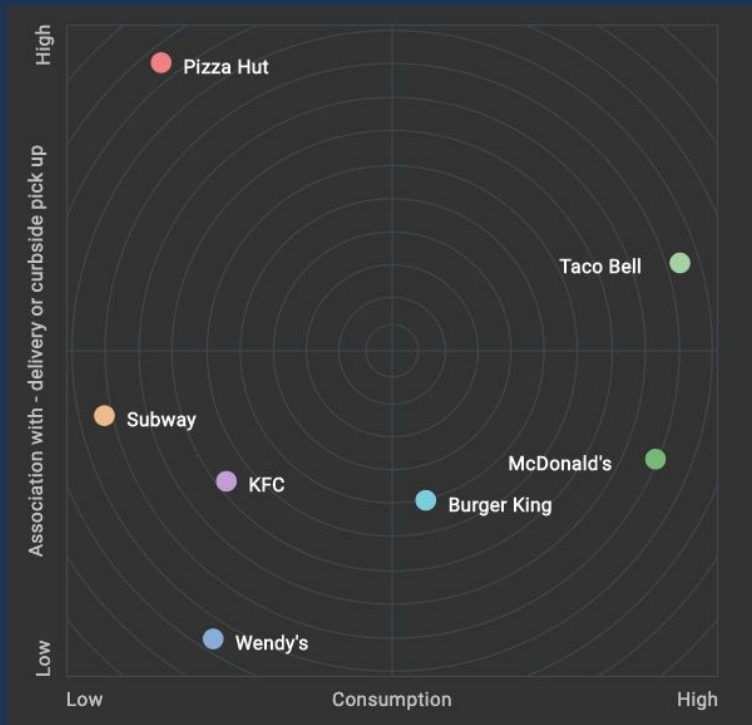 High
Pizza Hut
Association with - delivery or curbside pick up
Taco Bell
Subway
McDonald's
KFC
Burger King
Wendy's
Low
Low
Consumption
High